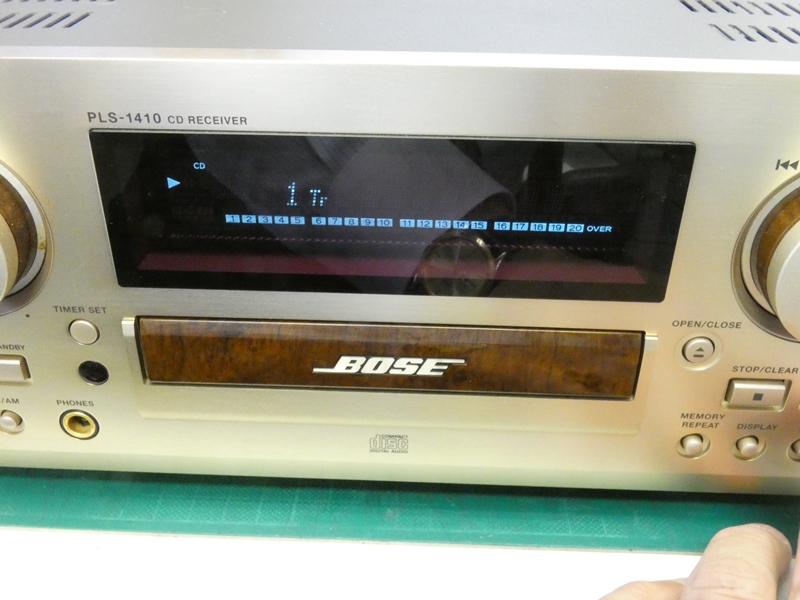 PLS-1410 CD RECEIVER
CD
1 Tr
1 2 3 4 5 6 7 8 9 10 11 12 13 14 15 16 17 18 19 20 OVER
TIMER SET
OPEN/CLOSE
BOSE
ANDBY
STOP/CLEAR
/AM
PHONES
MEMORY
REPEAT
DISPLAY
COMPACT
disc
DIGITAL AUDIO